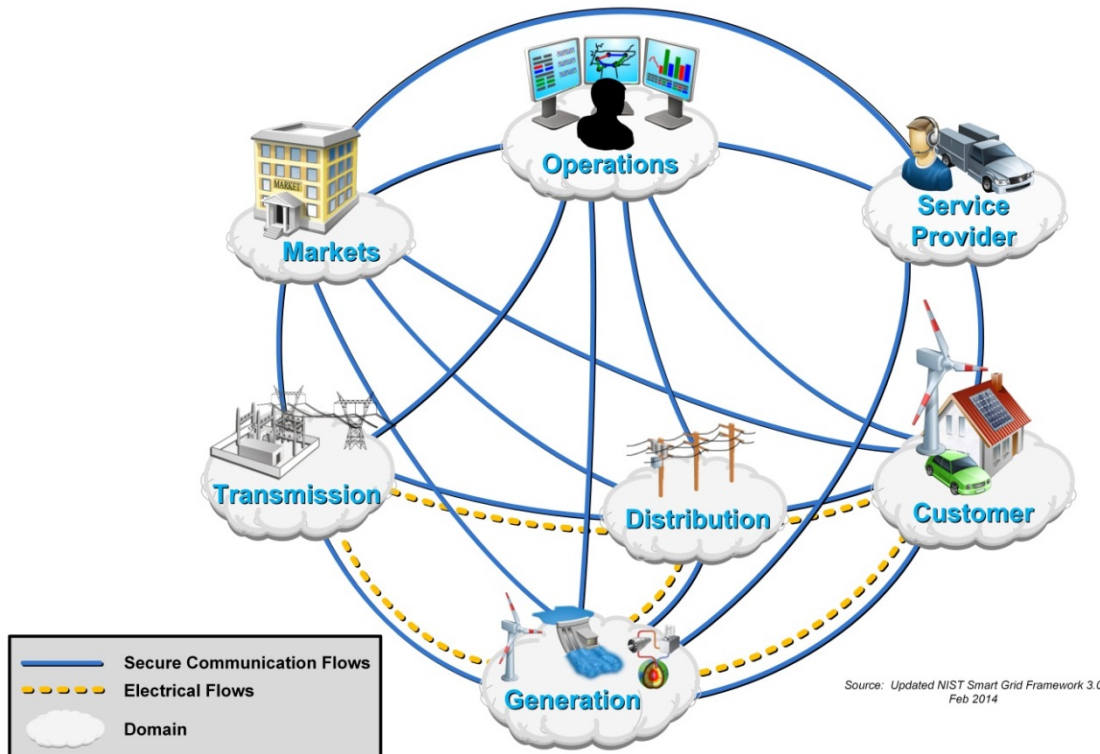 Operations
MARKET
Markets
Service
Provider
Transmission
Distribution
Customer
Generation
Secure Communication Flows
Electrical Flows
Domain
Source: Updated NIST Smart Grid Framework 3.0
Feb 2014